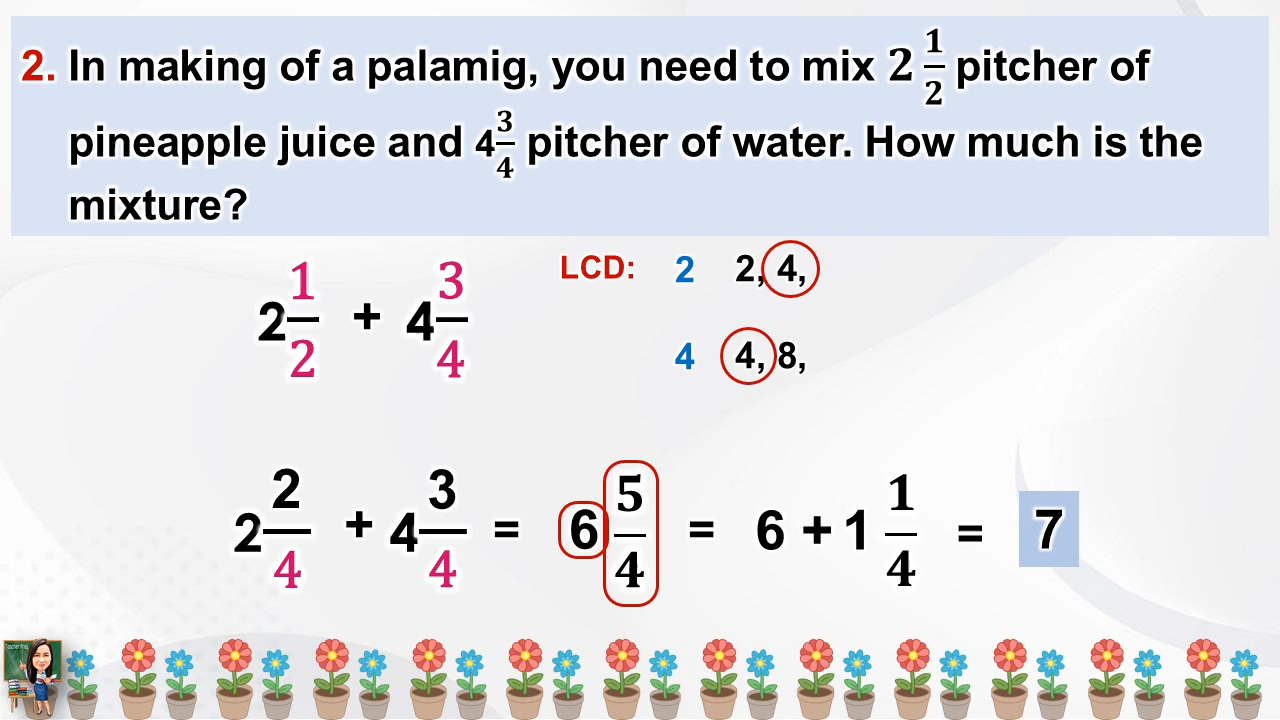 2. In making of a palamig, you need to mix 2 1/2 pitcher of
pineapple juice and 4 3/4 pitcher of water. How much is the
mixture?
2 1/2 + 4 3/4
LCD: 2 2, 4,
4 4, 8,
2 2/4 + 4 3/4 = 6 5/4 = 6 + 1 1/4 = 7